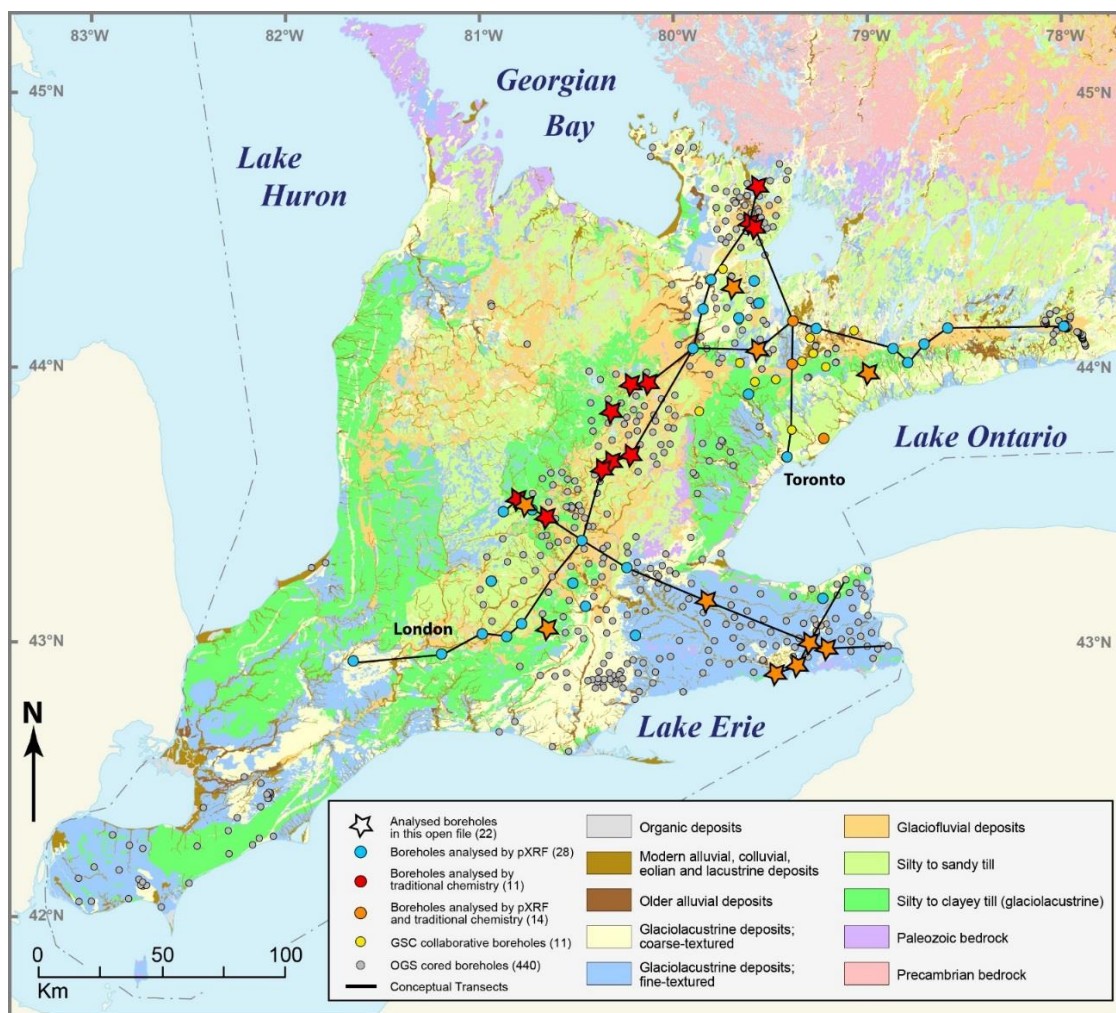 83°W 82°W 81°W 80°W 79°W 78°W
Georgian
Bay
45°N 45°N
Lake
Huron
44°N 44°N
Lake Ontario
Toronto
London
43°N 43°N
Lake Erie
N
42°N
0 50 100
Km
Analysed boreholes
in this open file (22)
Boreholes analysed by pXRF (28)
Boreholes analysed by
traditional chemistry (11)
Boreholes analysed by pXRF
and traditional chemistry (14)
GSC collaborative boreholes (11)
OGS cored boreholes (440)
Conceptual Transects
Organic deposits
Modern alluvial, colluvial,
eolian and lacustrine deposits
Older alluvial deposits
Glaciolacustrine deposits;
coarse-textured
Glaciolacustrine deposits;
fine-textured
Glaciofluvial deposits
Silty to sandy till
Silty to clayey till (glaciolacustrine)
Paleozoic bedrock
Precambrian bedrock